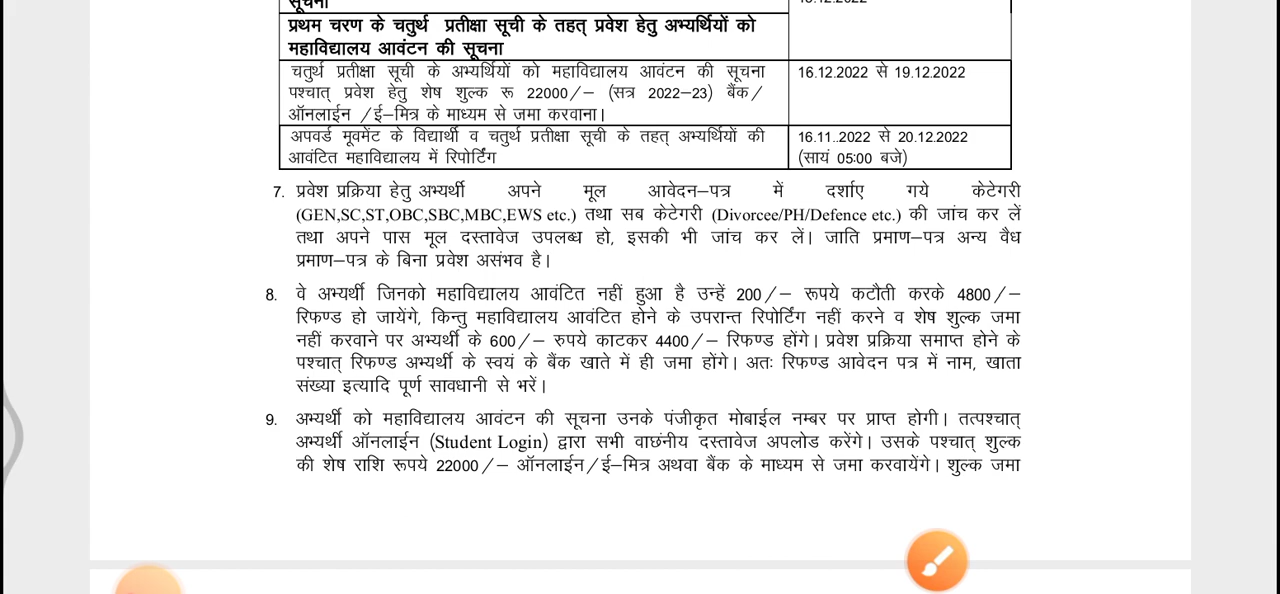 सूचना
प्रथम चरण के चतुर्थ प्रतीक्षा सूची के तहत् प्रवेश हेतु अभ्यर्थियों को
महाविद्यालय आवंटन की सूचना
चतुर्थ प्रतीक्षा सूची के अभ्यर्थियों को महाविद्यालय आवंटन की सूचना
पश्चात् प्रवेश हेतु शेष शुल्क रू 22000/– (सत्र 2022–23) बैंक/
ऑनलाईन /ई–मित्र के माध्यम से जमा करवाना।
16.12.2022 से 19.12.2022
अपवर्ड मूवमेंट के विद्यार्थी व चतुर्थ प्रतीक्षा सूची के तहत् अभ्यर्थियों की
आवंटित महाविद्यालय में रिपोर्टिंग
16.11..2022 से 20.12.2022
(सायं 05:00 बजे)
7. प्रवेश प्रक्रिया हेतु अभ्यर्थी अपने मूल आवेदन–पत्र में दर्शाए गये केटेगरी
(GEN,SC,ST,OBC,SBC,MBC,EWS etc.) तथा सब केटेगरी (Divorcee/PH/Defence etc.) की जांच कर लें
तथा अपने पास मूल दस्तावेज उपलब्ध हो, इसकी भी जांच कर लें। जाति प्रमाण–पत्र अन्य वैध
प्रमाण–पत्र के बिना प्रवेश असंभव है।
8. वे अभ्यर्थी जिनको महाविद्यालय आवंटित नहीं हुआ है उन्हें 200/– रूपये कटौती करके 4800/–
रिफण्ड हो जायेंगे, किन्तु महाविद्यालय आवंटित होने के उपरान्त रिपोर्टिंग नहीं करने व शेष शुल्क जमा
नहीं करवाने पर अभ्यर्थी के 600/– रुपये काटकर 4400/– रिफण्ड होंगे। प्रवेश प्रक्रिया समाप्त होने के
पश्चात् रिफण्ड अभ्यर्थी के स्वयं के बैंक खाते में ही जमा होंगे। अतः रिफण्ड आवेदन पत्र में नाम, खाता
संख्या इत्यादि पूर्ण सावधानी से भरें।
9. अभ्यर्थी को महाविद्यालय आवंटन की सूचना उनके पंजीकृत मोबाईल नम्बर पर प्राप्त होगी। तत्पश्चात्
अभ्यर्थी ऑनलाईन (Student Login) द्वारा सभी वाछंनीय दस्तावेज अपलोड करेंगे। उसके पश्चात् शुल्क
की शेष राशि रूपये 22000/– ऑनलाईन/ई–मित्र अथवा बैंक के माध्यम से जमा करवायेंगे। शुल्क जमा